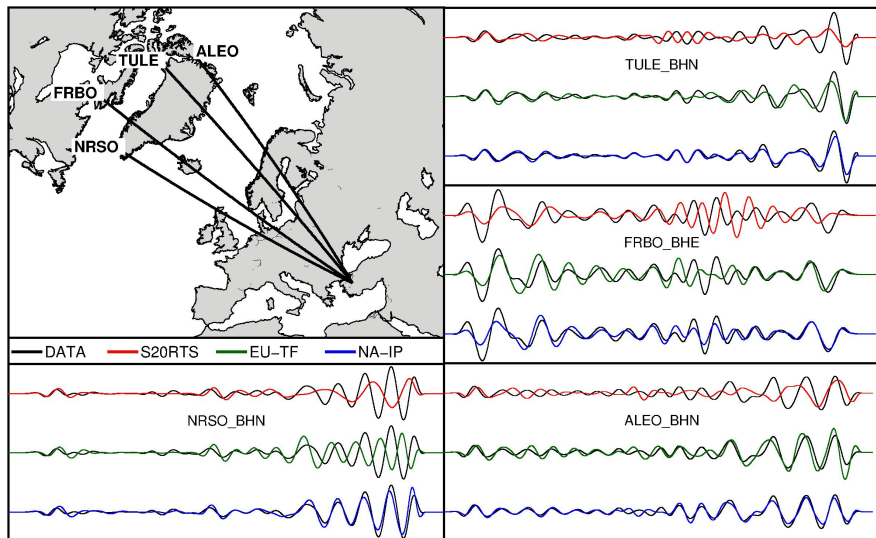 ALEO
TULE
FRBO
NRSO
DATA S20RTS EU-TF NA-IP
TULE_BHN
FRBO_BHE
NRSO_BHN
ALEO_BHN